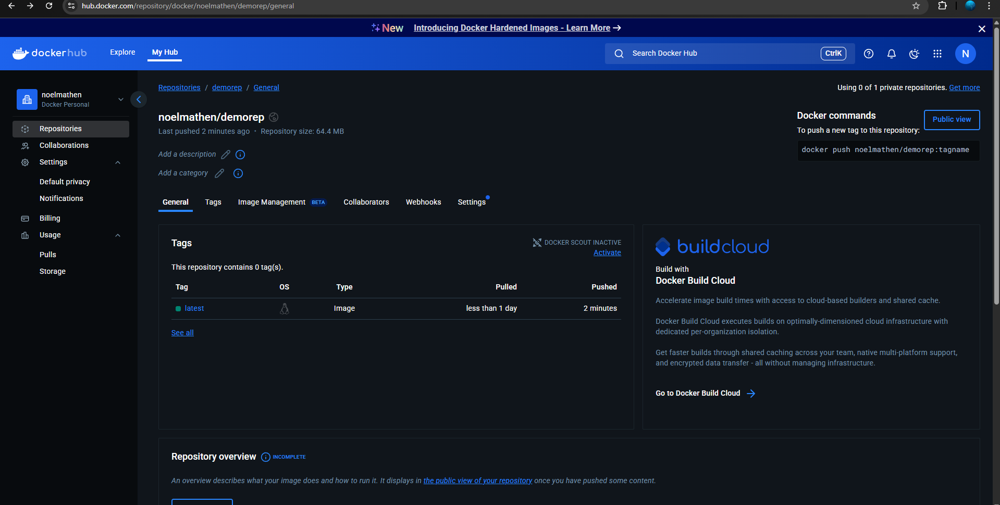 hub.docker.com/repository/docker/noelmathen/demorep/general
New Introducing Docker Hardened Images - Learn More →
dockerhub Explore My Hub Search Docker Hub CtrlK N
noelmathen
Docker Personal
Repositories
Collaborations
Settings
Default privacy
Notifications
Billing
Usage
Pulls
Storage
Repositories / demorep / General
Using 0 of 1 private repositories. Get more
noelmathen/demorep
Last pushed 2 minutes ago · Repository size: 64.4 MB
Add a description
Add a category
Docker commands
Public view
To push a new tag to this repository:
docker push noelmathen/demorep:tagname
General Tags Image Management BETA Collaborators Webhooks Settings
Tags
DOCKER SCOUT INACTIVE
Activate
This repository contains 0 tag(s).
Tag OS Type Pulled Pushed
latest Image less than 1 day 2 minutes
See all
buildcloud
Build with
Docker Build Cloud
Accelerate image build times with access to cloud-based builders and shared cache.
Docker Build Cloud executes builds on optimally-dimensioned cloud infrastructure with
dedicated per-organization isolation.
Get faster builds through shared caching across your team, native multi-platform support,
and encrypted data transfer - all without managing infrastructure.
Go to Docker Build Cloud
Repository overview INCOMPLETE
An overview describes what your image does and how to run it. It displays in the public view of your repository once you have pushed some content.